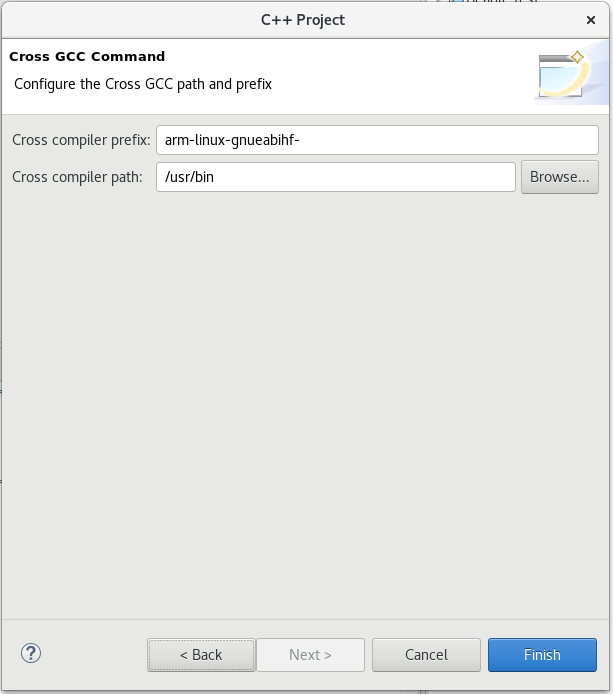 C++ Project
Cross GCC Command
Configure the Cross GCC path and prefix
Cross compiler prefix: arm-linux-gnueabihf-
Cross compiler path: /usr/bin Browse...
< Back Next > Cancel Finish